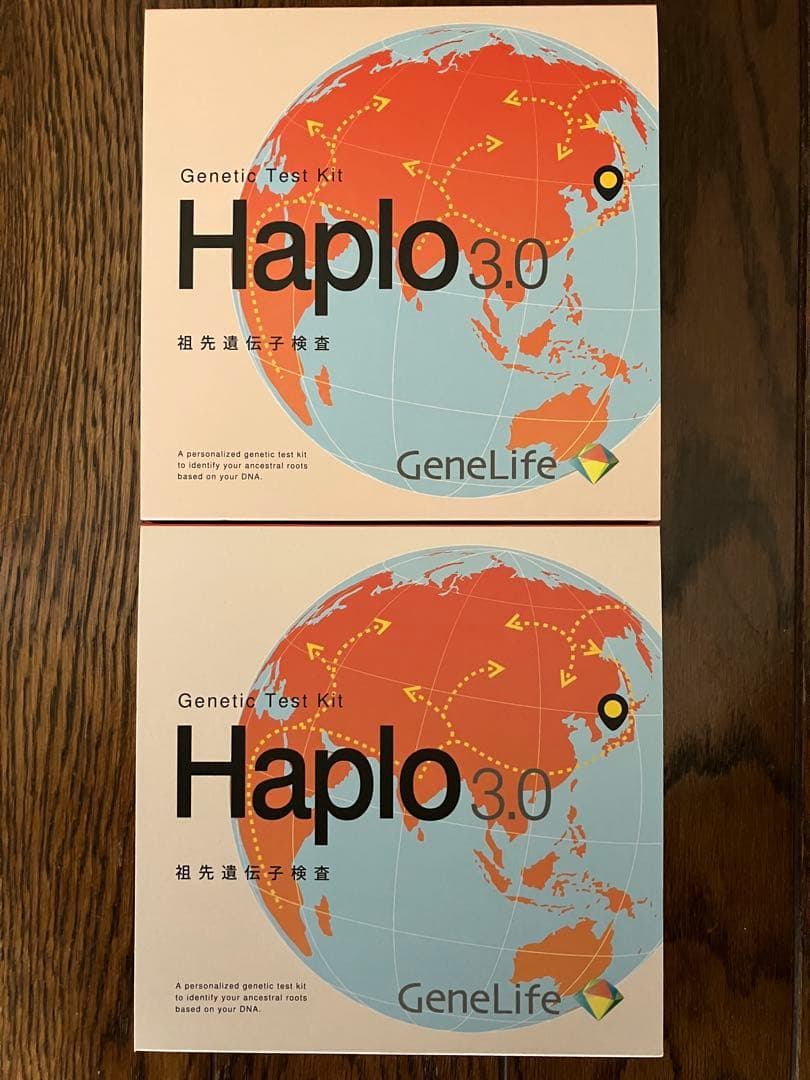 Genetic Test Kit
Haplo 3.0
祖先遺伝子検査
A personalized genetic test kit
to identify your ancestral roots
based on your DNA.
GeneLife
Genetic Test Kit
Haplo 3.0
祖先遺伝子検査
A personalized genetic test kit
to identify your ancestral roots
based on your DNA.
GeneLife